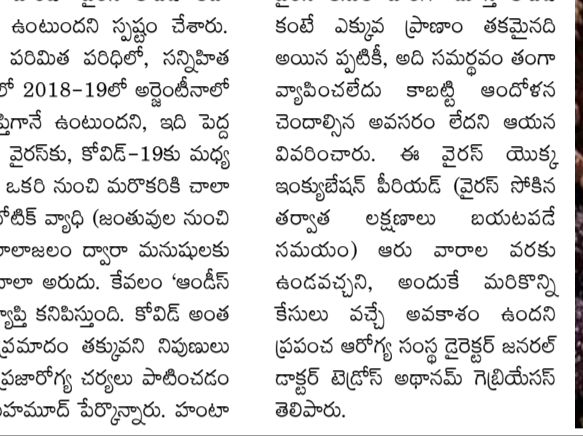 ఉంటుందని స్పష్టం చేశారు.
పరిమిత పరిధిలో, సన్నిహిత
2018-19లో అర్జెంటీనాలో
ఉంటుందని, ఇది పెద్ద
వైరస్‌కు, కోవిడ్-19కు మధ్య
ఒకరి నుంచి మరొకరికి చాలా
వ్యాధి (జంతువుల నుంచి
ద్వారా మనుషులకు
అరుదు. కేవలం ‘ఆండీస్
కనిపిస్తుంది. కోవిడ్ అంత
తక్కువని నిపుణులు
ప్రజారోగ్య చర్యలు పాటించడం
పేర్కొన్నారు. హంటా
కంటే ఎక్కువ ప్రాణాం తకమైనది
అయిన ప్పటికీ, అది సమర్థవం తంగా
వ్యాపించలేదు కాబట్టి ఆందోళన
చెందాల్సిన అవసరం లేదని ఆయన
వివరించారు. ఈ వైరస్ యొక్క
ఇంక్యుబేషన్ పీరియడ్ (వైరస్ సోకిన
తర్వాత లక్షణాలు బయటపడే
సమయం) ఆరు వారాల వరకు
ఉండవచ్చని, అందుకే మరికొన్ని
కేసులు వచ్చే అవకాశం ఉందని
ప్రపంచ ఆరోగ్య సంస్థ డైరెక్టర్ జనరల్
డాక్టర్ టెడ్రోస్ అథానమ్ గెబ్రియేసస్
తెలిపారు.